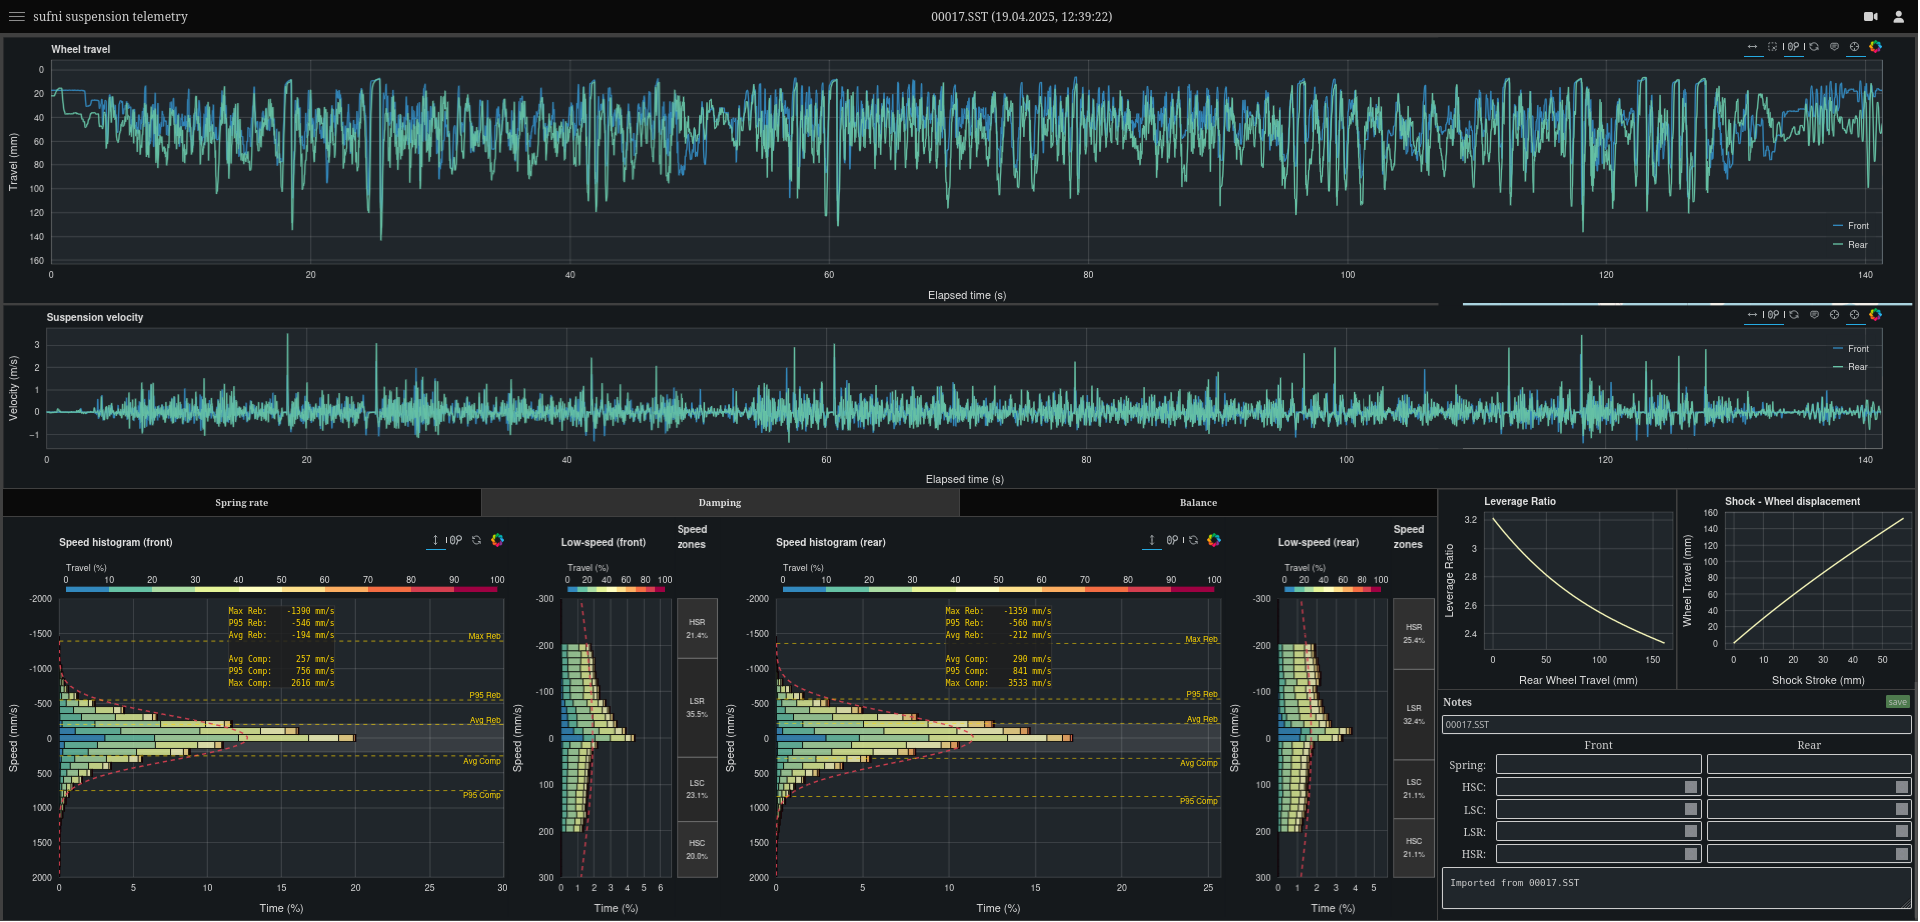 sufni suspension telemetry
00017.SST (19.04.2025, 12:39:22)
Wheel travel
0
20
40
60
80
100
120
140
160
Travel (mm)
Front
Rear
0 20 40 60 80 100 120 140
Elapsed time (s)
Suspension velocity
3
2
1
0
−1
Velocity (m/s)
Front
Rear
0 20 40 60 80 100 120 140
Elapsed time (s)
Spring rate
Damping
Balance
Speed histogram (front)
Travel (%)
0 10 20 30 40 50 60 70 80 90 100
-2000
-1500
-1000
-500
0
500
1000
1500
2000
Speed (mm/s)
Max Reb: -1390 mm/s
P95 Reb: -546 mm/s
Avg Reb: -194 mm/s
Avg Comp: 257 mm/s
P95 Comp: 756 mm/s
Max Comp: 2616 mm/s
Max Reb
P95 Reb
Avg Reb
Avg Comp
P95 Comp
0 5 10 15 20 25 30
Time (%)
Low-speed (front)
Travel (%)
0 20 40 60 80 100
-300
-200
-100
0
100
200
300
Speed (mm/s)
0 1 2 3 4 5 6
Time (%)
Speed
zones
HSR
21.4%
LSR
35.5%
LSC
23.1%
HSC
20.0%
Speed histogram (rear)
Travel (%)
0 10 20 30 40 50 60 70 80 90 100
-2000
-1500
-1000
-500
0
500
1000
1500
2000
Speed (mm/s)
Max Reb: -1359 mm/s
P95 Reb: -560 mm/s
Avg Reb: -212 mm/s
Avg Comp: 290 mm/s
P95 Comp: 841 mm/s
Max Comp: 3533 mm/s
Max Reb
P95 Reb
Avg Reb
Avg Comp
P95 Comp
0 5 10 15 20 25
Time (%)
Low-speed (rear)
Travel (%)
0 20 40 60 80 100
-300
-200
-100
0
100
200
300
Speed (mm/s)
0 1 2 3 4 5
Time (%)
Speed
zones
HSR
25.4%
LSR
32.4%
LSC
21.1%
HSC
21.1%
Leverage Ratio
3.2
3
2.8
2.6
2.4
Leverage Ratio
0 50 100 150
Rear Wheel Travel (mm)
Shock - Wheel displacement
160
140
120
100
80
60
40
20
0
Wheel Travel (mm)
0 10 20 30 40 50
Shock Stroke (mm)
Notes
save
00017.SST
Front Rear
Spring:
HSC:
LSC:
LSR:
HSR:
Imported from 00017.SST